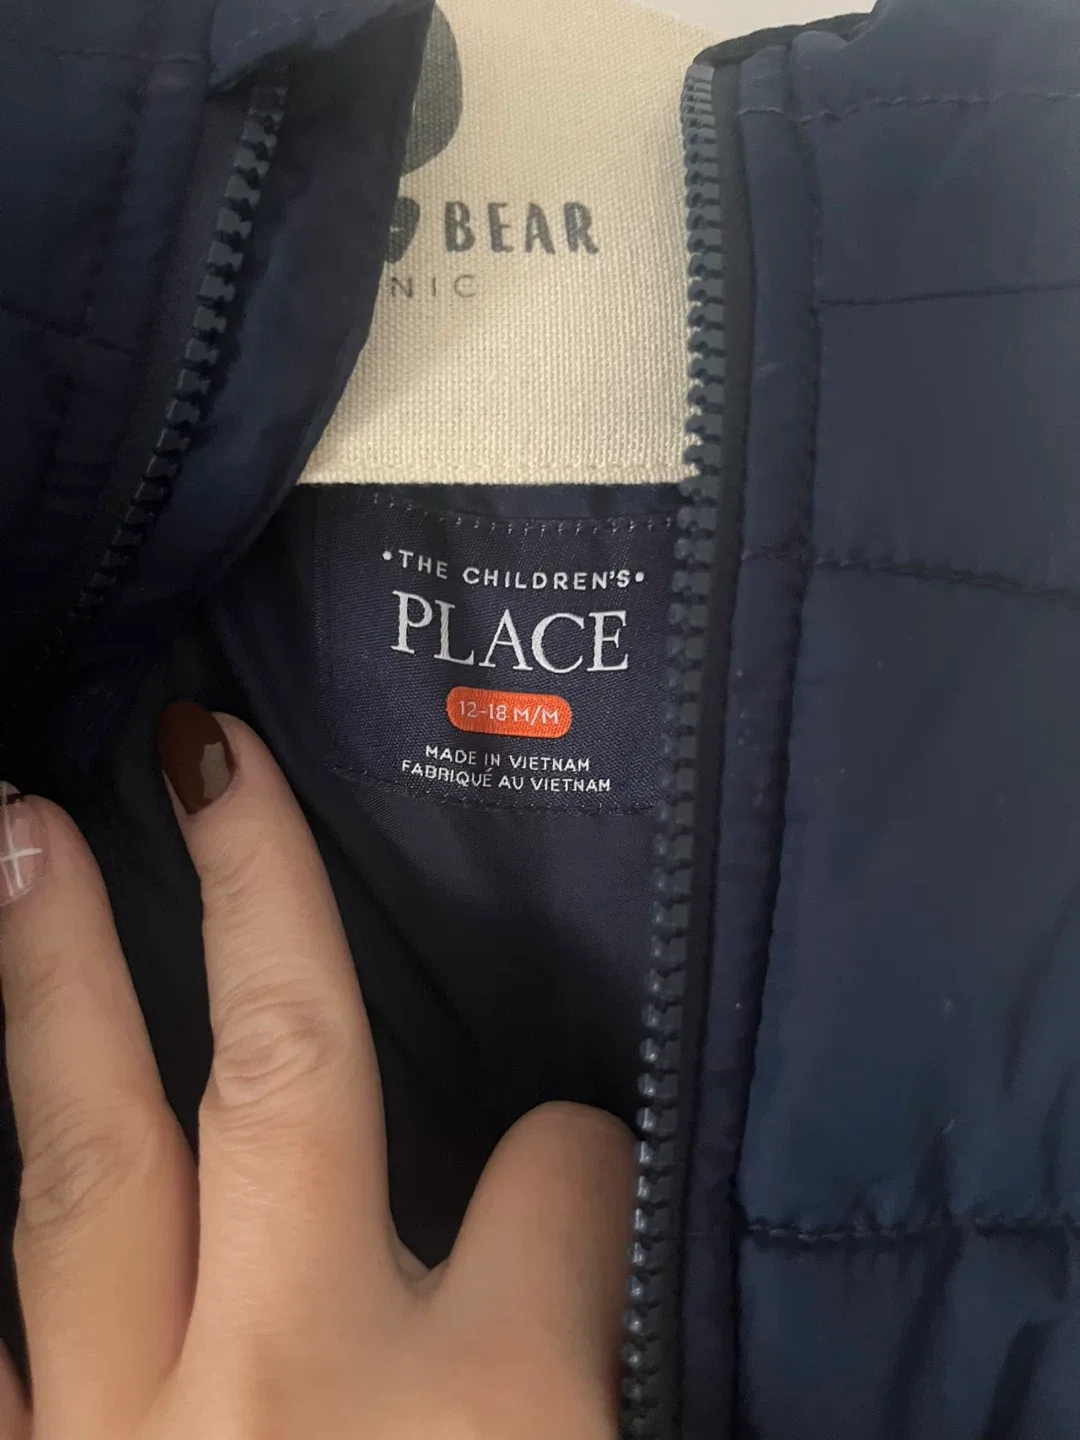 BEAR
NIC
•THE CHILDREN'S•
PLACE
12-18 M/M
MADE IN VIETNAM
FABRIQUÉ AU VIETNAM